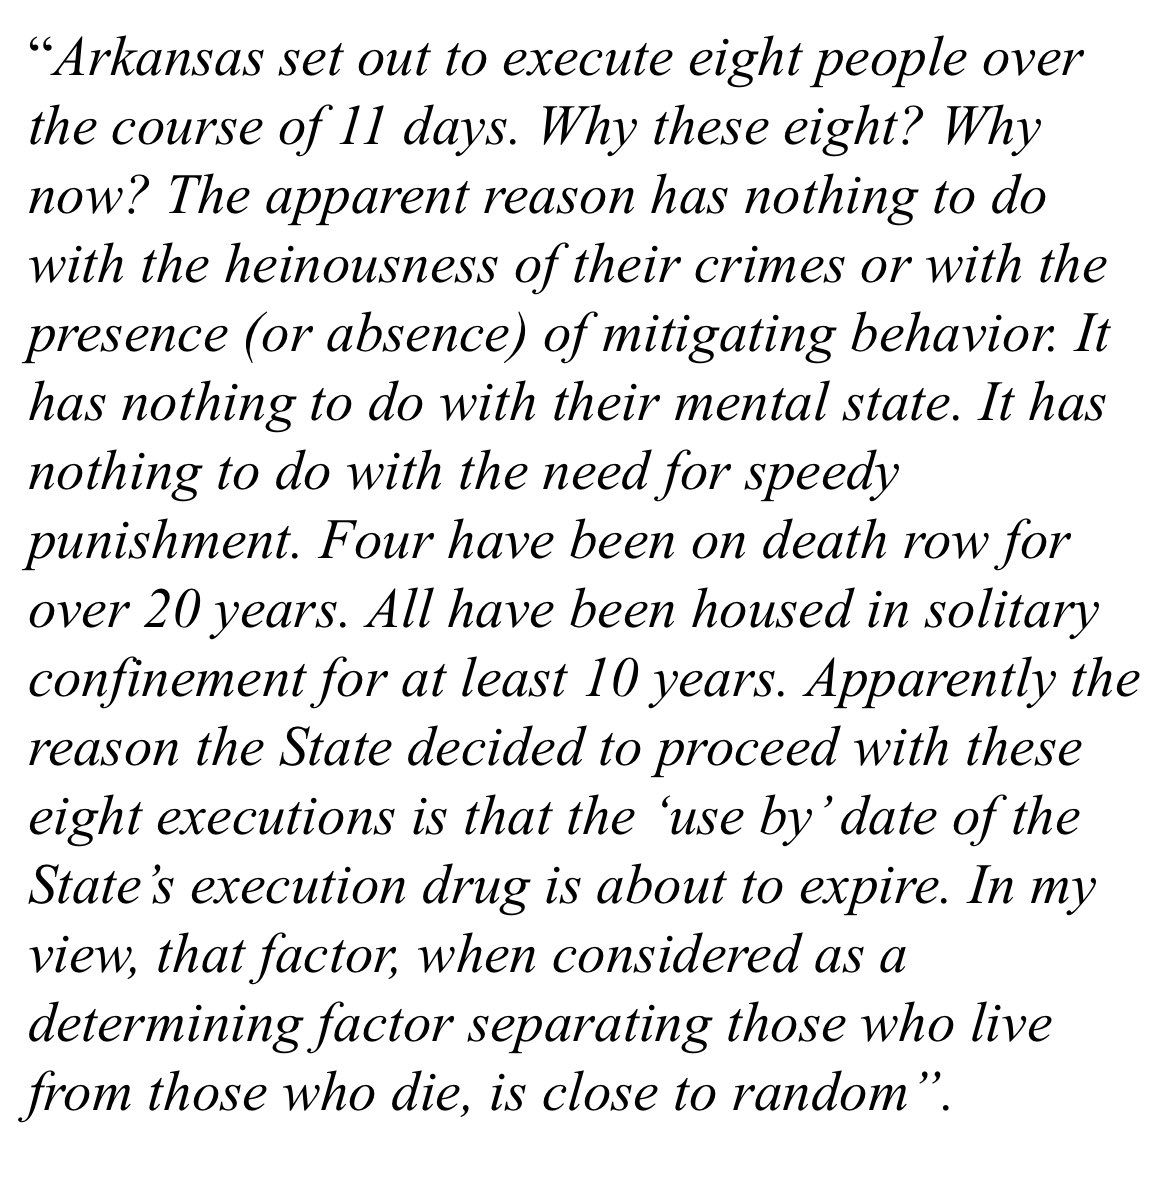 “Arkansas set out to execute eight people over
the course of 11 days. Why these eight? Why
now? The apparent reason has nothing to do
with the heinousness of their crimes or with the
presence (or absence) of mitigating behavior. It
has nothing to do with their mental state. It has
nothing to do with the need for speedy
punishment. Four have been on death row for
over 20 years. All have been housed in solitary
confinement for at least 10 years. Apparently the
reason the State decided to proceed with these
eight executions is that the ‘use by’ date of the
State’s execution drug is about to expire. In my
view, that factor, when considered as a
determining factor separating those who live
from those who die, is close to random”.